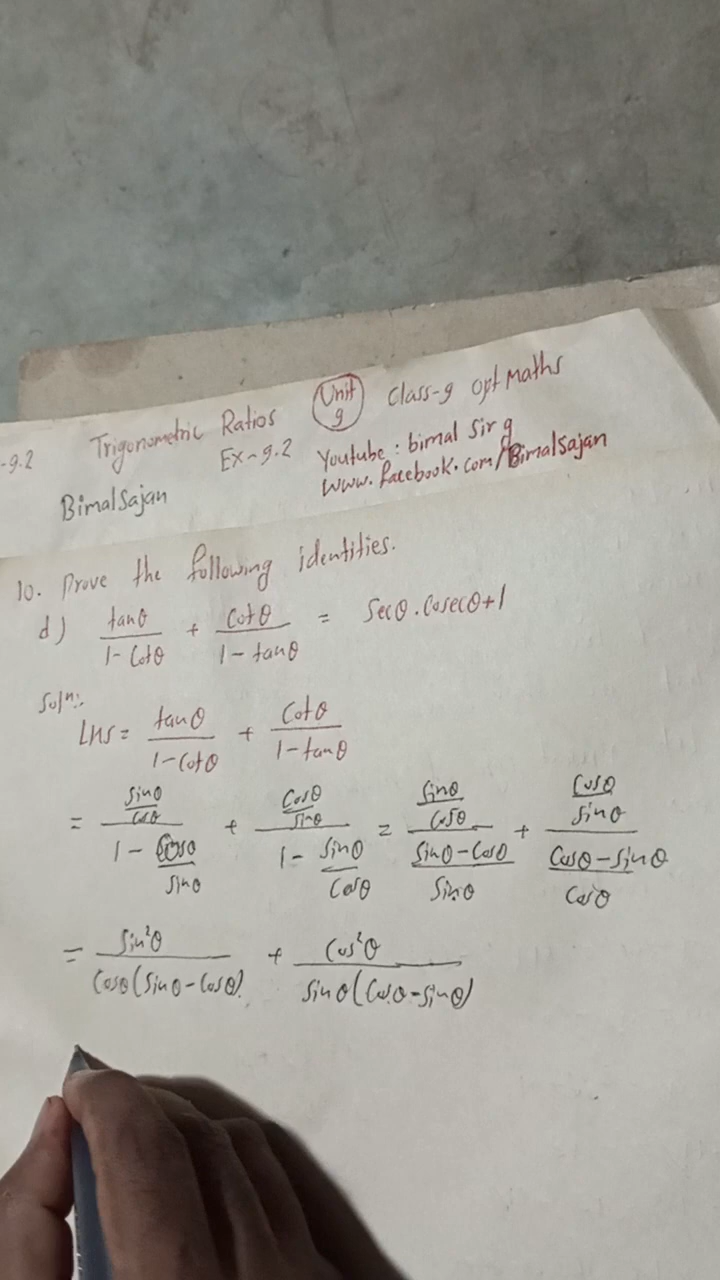 -9.2 Trigonometric Ratios Unit 9 Class-9 opt Maths
Ex-9.2 Youtube: bimal Sir g
BimalSajan www.facebook.com/BimalSajan
10. Prove the following identities.
d) tanθ/(1-Cotθ) + Cotθ/(1-tanθ) = Secθ.Cosecθ+1
Soln:
LHS = tanθ/(1-Cotθ) + Cotθ/(1-tanθ)
= (Sinθ/Cosθ)/(1-Cosθ/Sinθ) + (Cosθ/Sinθ)/(1-Sinθ/Cosθ) = (Sinθ/Cosθ)/((Sinθ-Cosθ)/Sinθ) + (Cosθ/Sinθ)/((Cosθ-Sinθ)/Cosθ)
= Sin²θ/(Cosθ(Sinθ-Cosθ)) + Cos²θ/(Sinθ(Cosθ-Sinθ))